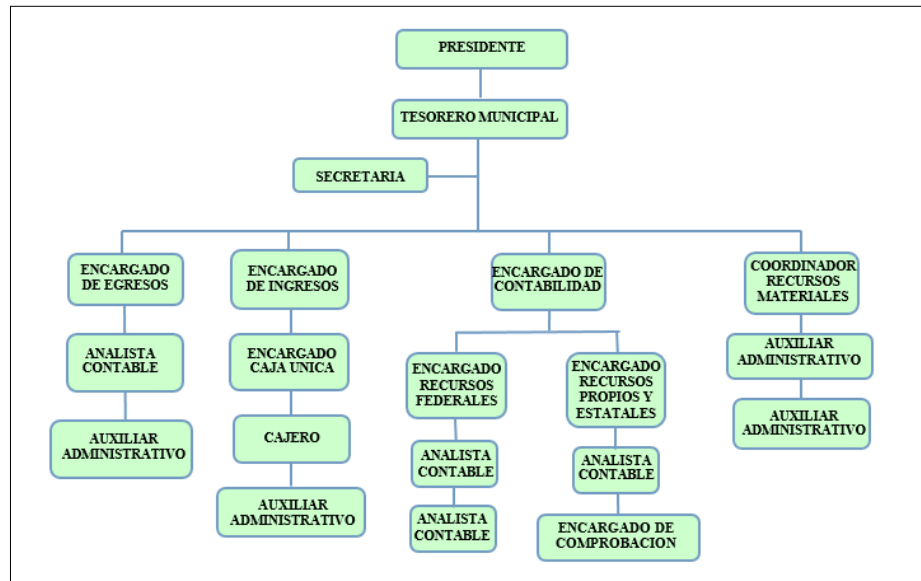 PRESIDENTE
TESORERO MUNICIPAL
SECRETARIA
ENCARGADO
DE EGRESOS
ENCARGADO
DE INGRESOS
ENCARGADO DE
CONTABILIDAD
COORDINADOR
RECURSOS
MATERIALES
ANALISTA
CONTABLE
ENCARGADO
CAJA UNICA
ENCARGADO
RECURSOS
FEDERALES
ENCARGADO
RECURSOS
PROPIOS Y
ESTATALES
AUXILIAR
ADMINISTRATIVO
AUXILIAR
ADMINISTRATIVO
CAJERO
ANALISTA
CONTABLE
ANALISTA
CONTABLE
AUXILIAR
ADMINISTRATIVO
AUXILIAR
ADMINISTRATIVO
ANALISTA
CONTABLE
ENCARGADO DE
COMPROBACION